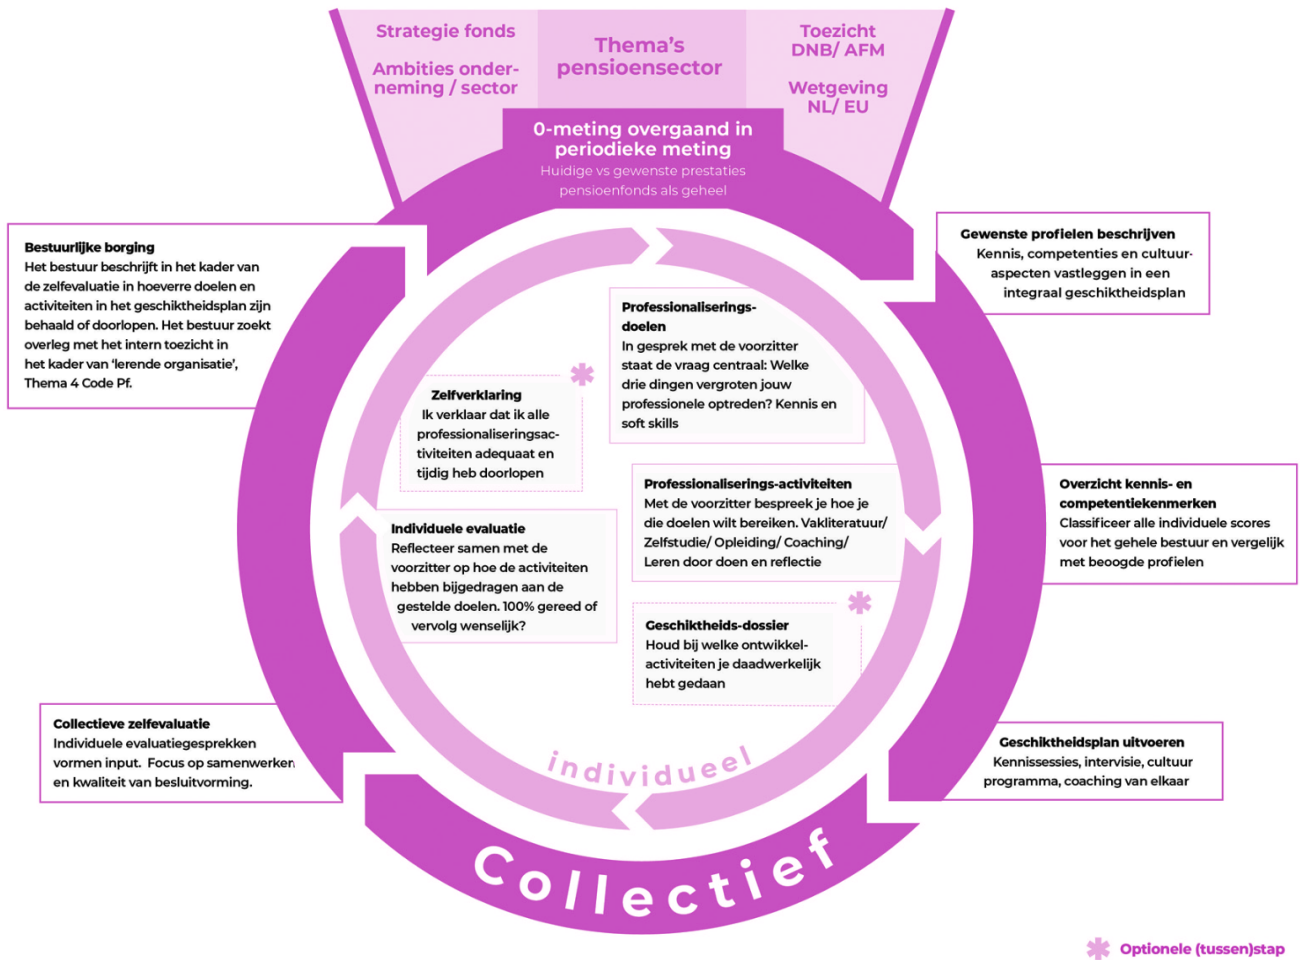 Strategie fonds
Ambities onder-
neming / sector
Thema's
pensioensector
Toezicht
DNB/ AFM
Wetgeving
NL/ EU
0-meting overgaand in
periodieke meting
Huidige vs gewenste prestaties
pensioenfonds als geheel
Gewenste profielen beschrijven
Kennis, competenties en cultuur-
aspecten vastleggen in een
integraal geschiktheidsplan
Overzicht kennis- en
competentiekenmerken
Classificeer alle individuele scores
voor het gehele bestuur en vergelijk
met beoogde profielen
Geschiktheidsplan uitvoeren
Kennissessies, intervisie, cultuur
programma, coaching van elkaar
Collectieve zelfevaluatie
Individuele evaluatiegesprekken
vormen input. Focus op samenwerken
en kwaliteit van besluitvorming.
Bestuurlijke borging
Het bestuur beschrijft in het kader van
de zelfevaluatie in hoeverre doelen en
activiteiten in het geschiktheidsplan zijn
behaald of doorlopen. Het bestuur zoekt
overleg met het intern toezicht in
het kader van ‘lerende organisatie’,
Thema 4 Code Pf.
Professionaliserings-
doelen
In gesprek met de voorzitter
staat de vraag centraal: Welke
drie dingen vergroten jouw
professionele optreden? Kennis en
soft skills
Professionaliserings-activiteiten
Met de voorzitter bespreek je hoe je
die doelen wilt bereiken. Vakliteratuur/
Zelfstudie/ Opleiding/ Coaching/
Leren door doen en reflectie
Geschiktheids-dossier
Houd bij welke ontwikkel-
activiteiten je daadwerkelijk
hebt gedaan
Individuele evaluatie
Reflecteer samen met de
voorzitter op hoe de activiteiten
hebben bijgedragen aan de
gestelde doelen. 100% gereed of
vervolg wenselijk?
Zelfverklaring
Ik verklaar dat ik alle
professionaliseringsac-
tiviteiten adequaat en
tijdig heb doorlopen
individueel
Collectief
Optionele (tussen)stap